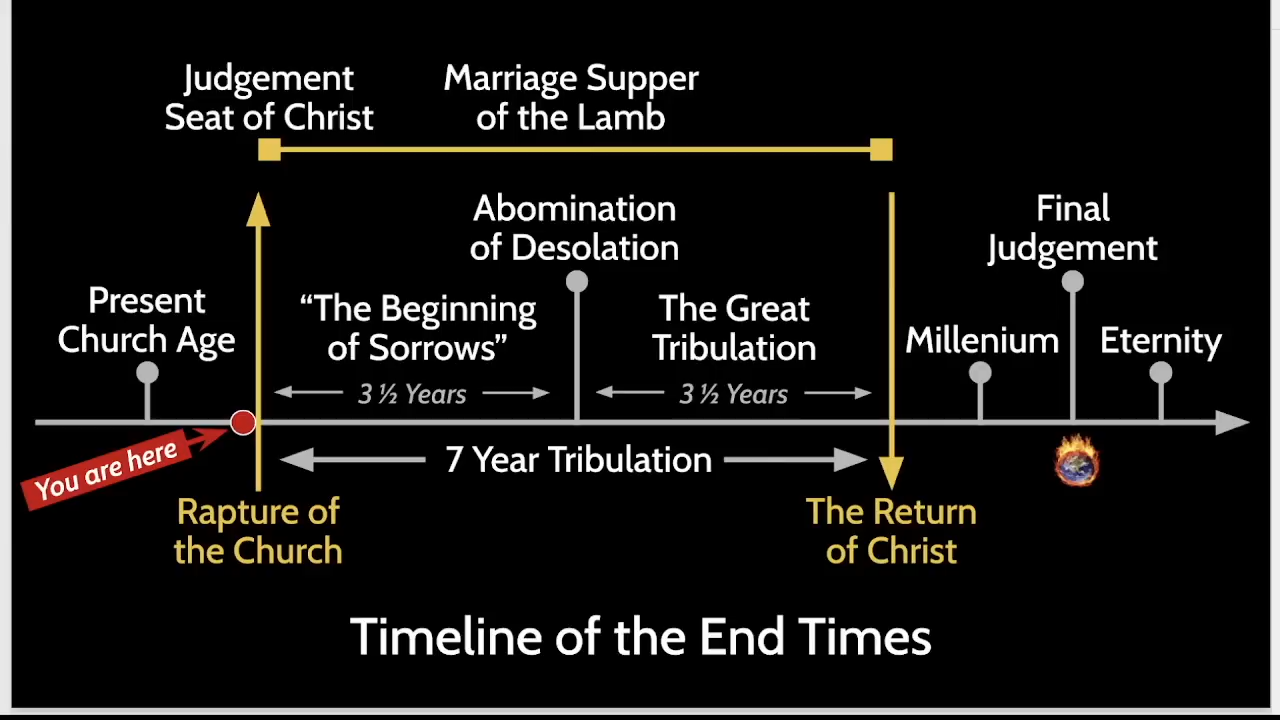 Judgement
Seat of Christ
Marriage Supper
of the Lamb
Abomination
of Desolation
Final
Judgement
Present
Church Age
“The Beginning
of Sorrows”
The Great
Tribulation
Millenium
Eternity
3 ½ Years
3 ½ Years
You are here
7 Year Tribulation
Rapture of
the Church
The Return
of Christ
Timeline of the End Times